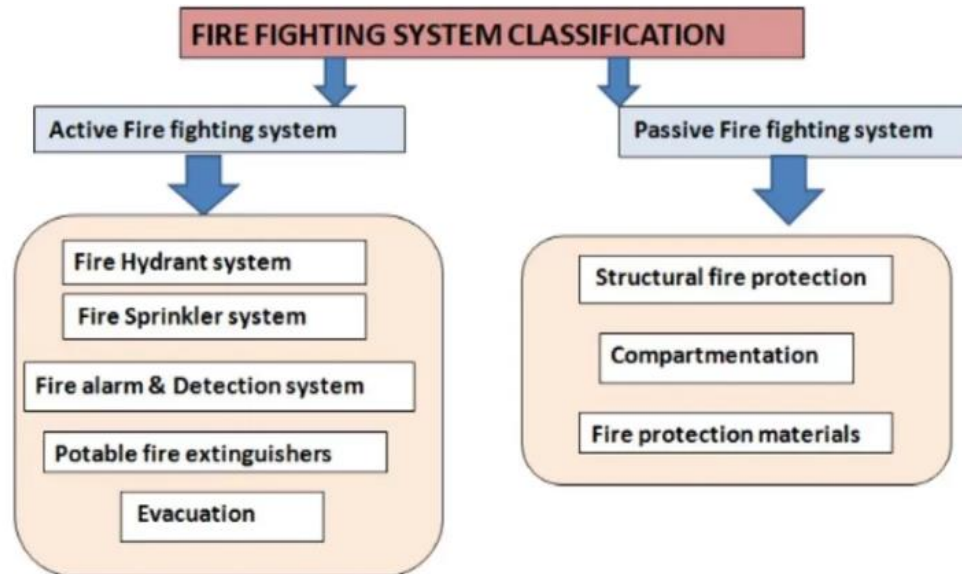 FIRE FIGHTING SYSTEM CLASSIFICATION
Active Fire fighting system
Passive Fire fighting system
Fire Hydrant system
Fire Sprinkler system
Fire alarm & Detection system
Potable fire extinguishers
Evacuation
Structural fire protection
Compartmentation
Fire protection materials